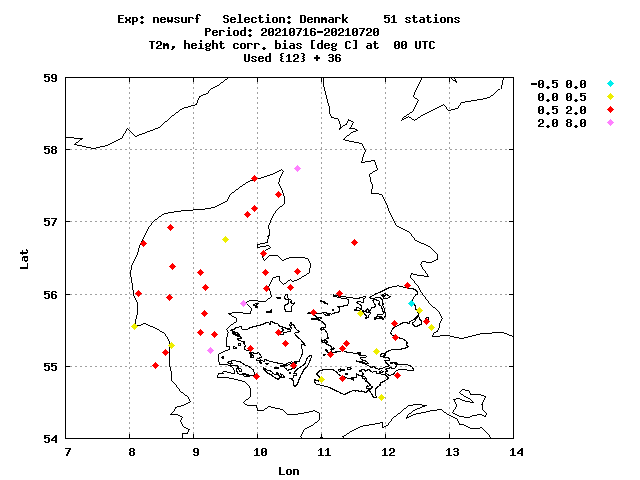 Exp: newsurf   Selection: Denmark     51 stations
Period: 20210716-20210720
T2m, height corr. bias [deg C] at  00 UTC
Used {12} + 36
-0.5 0.0
0.0 0.5
0.5 2.0
2.0 8.0
59
58
57
56
55
54
Lat
7 8 9 10 11 12 13 14
Lon